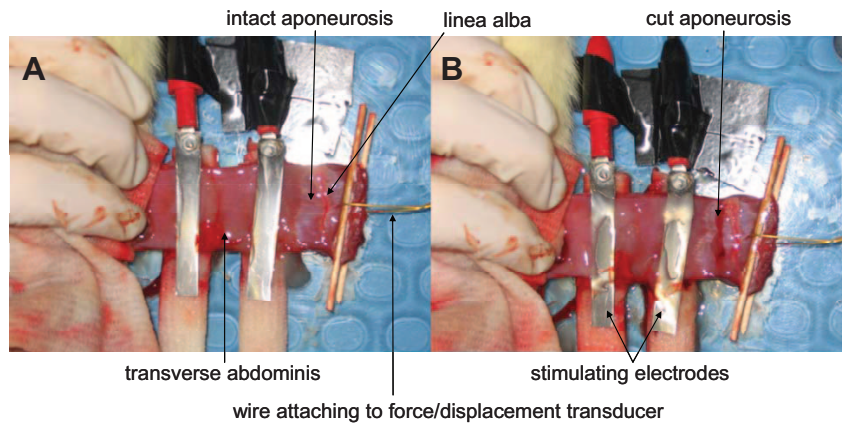 intact aponeurosis
linea alba
cut aponeurosis
A
B
transverse abdominis
stimulating electrodes
wire attaching to force/displacement transducer